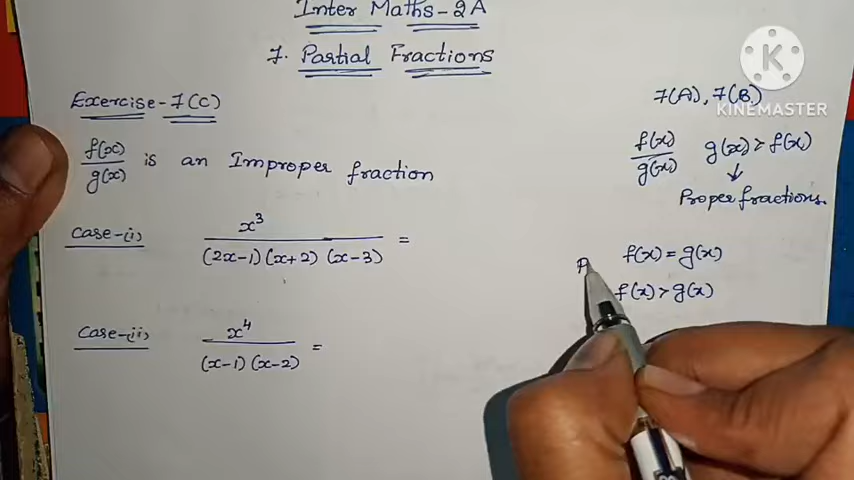 Inter Maths-2A
7. Partial Fractions
Exercise-7(C)
f(x)/g(x) is an Improper fraction
Case-(i) x³/(2x-1)(x+2)(x-3) =
Case-(ii) x⁴/(x-1)(x-2) =
7(A), 7(B)
KINEMASTER
f(x)/g(x) g(x) > f(x)
↓
Proper fractions.
f(x) = g(x)
f(x) > g(x)